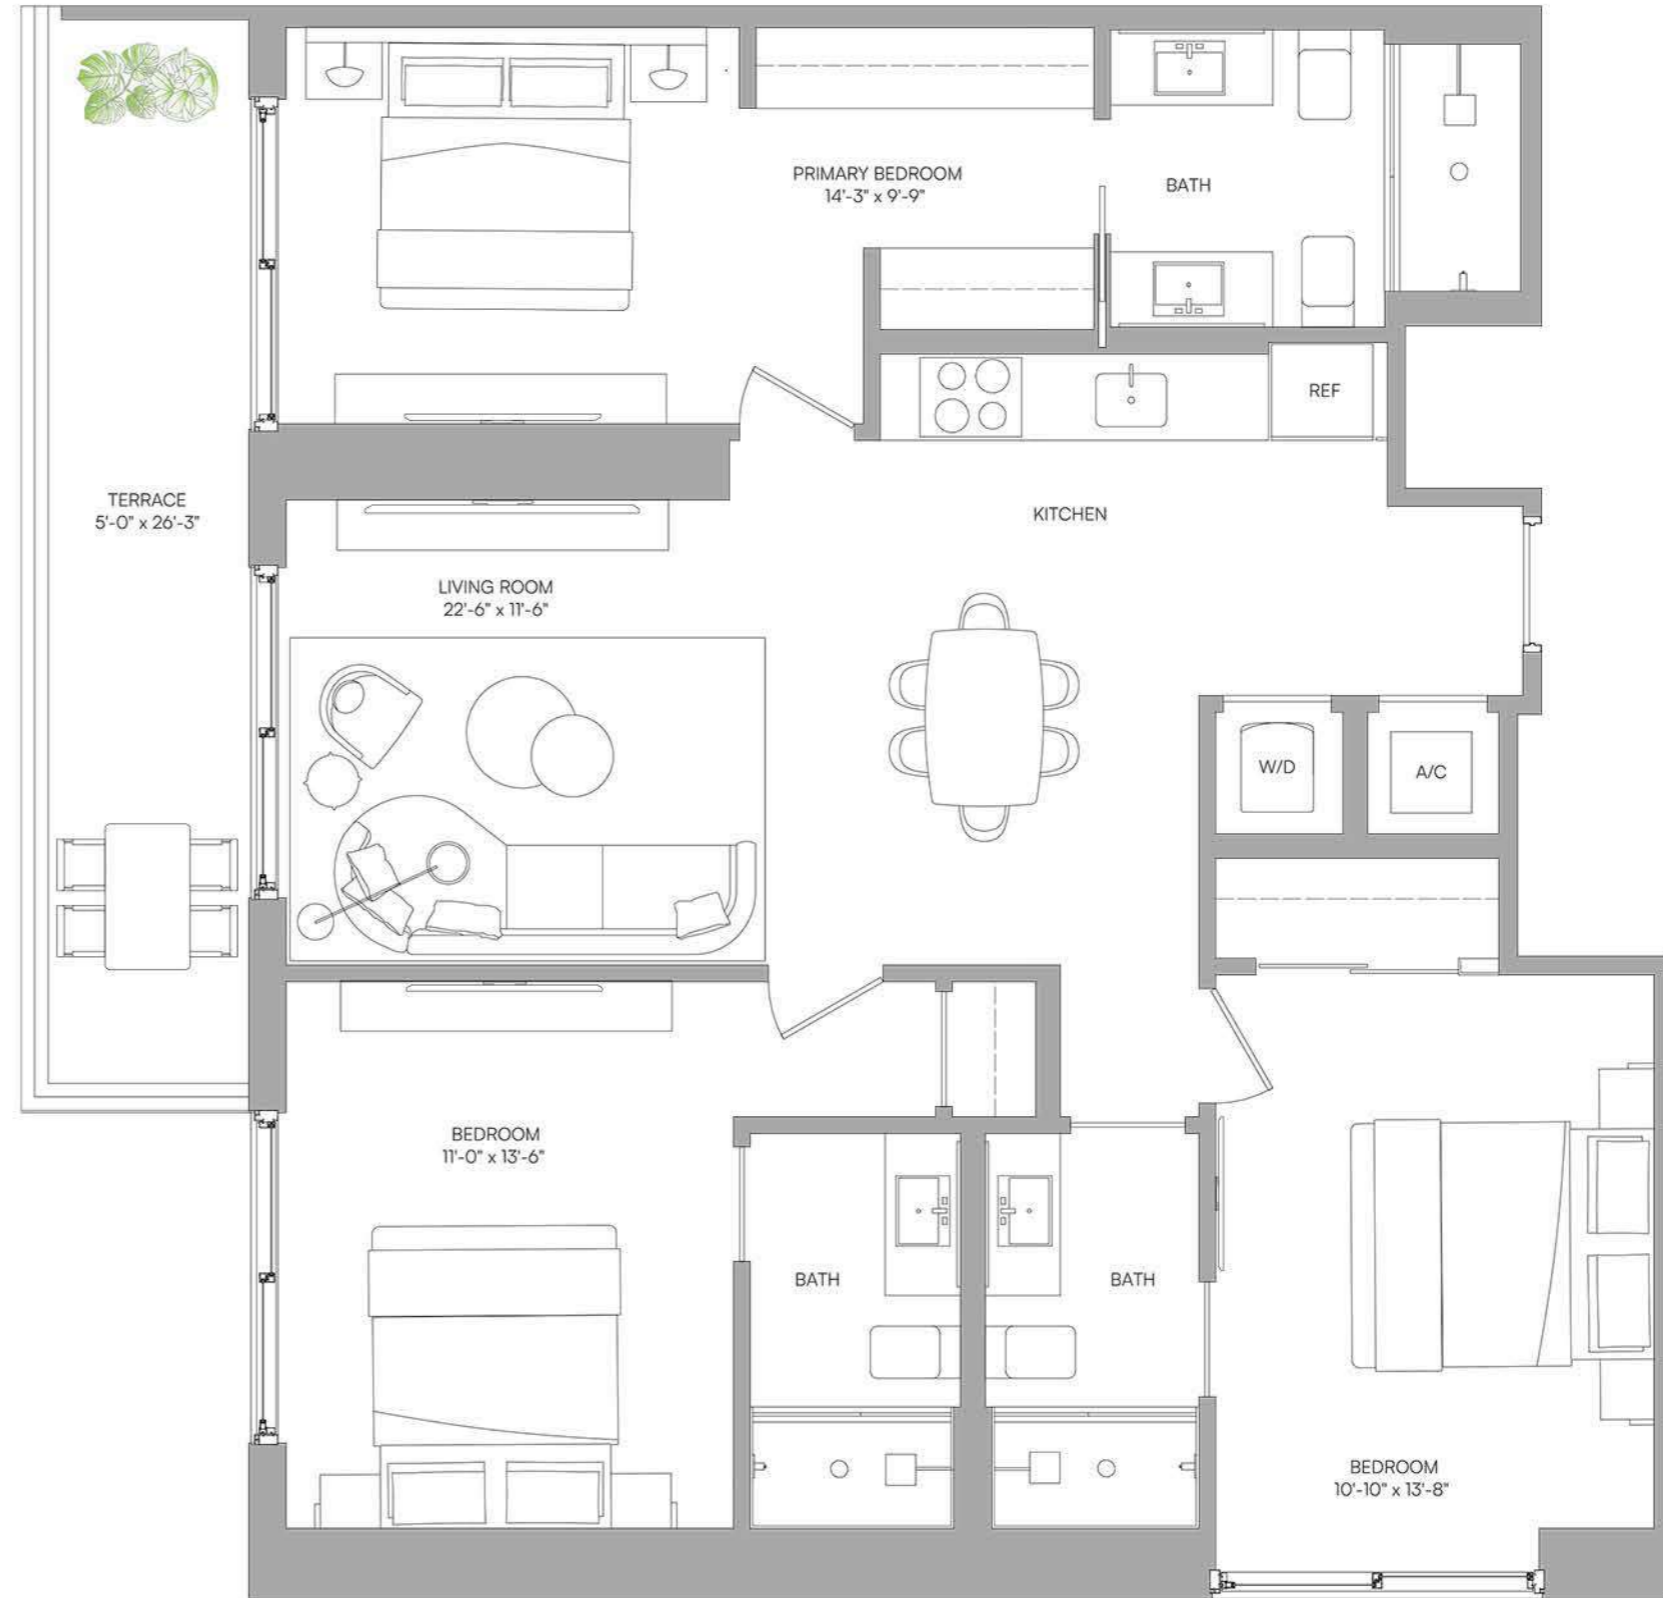 PRIMARY BEDROOM
14'-3" x 9'-9"
BATH
REF
TERRACE
5'-0" x 26'-3"
KITCHEN
LIVING ROOM
22'-6" x 11'-6"
W/D
A/C
BEDROOM
11'-0" x 13'-6"
BATH
BATH
BEDROOM
10'-10" x 13'-8"